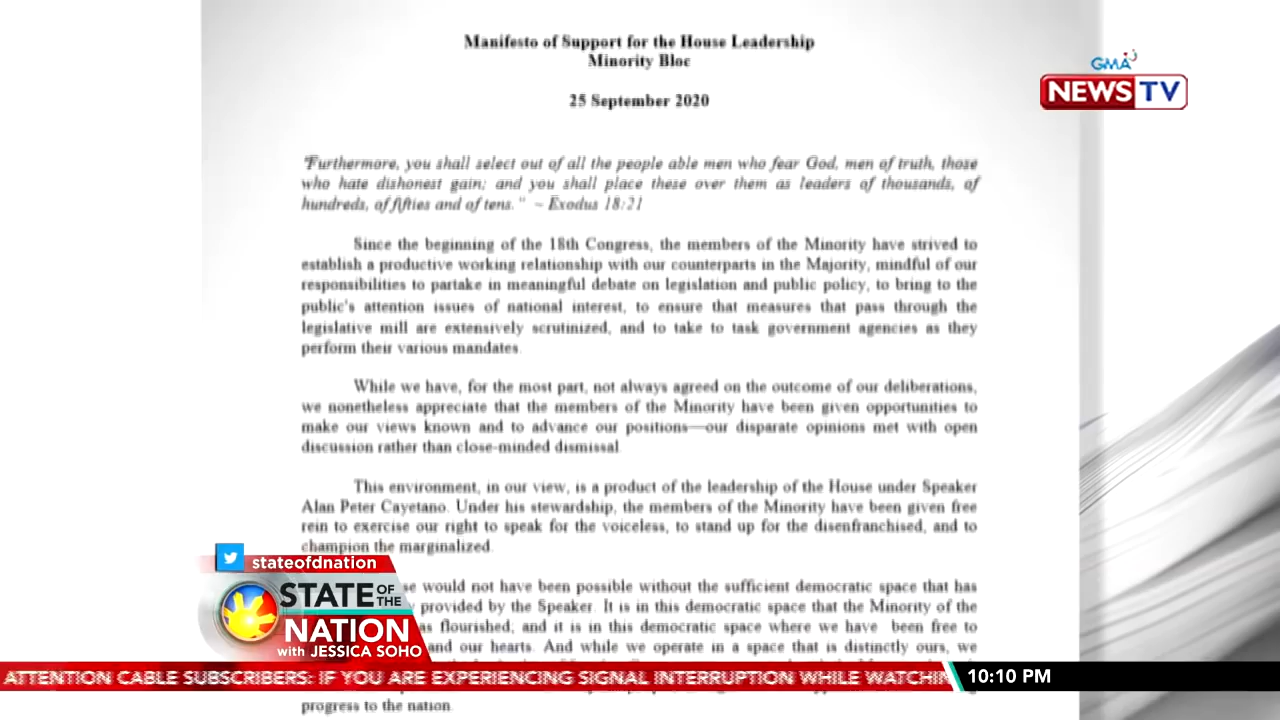 Manifesto of Support for the House Leadership
Minority Bloc
25 September 2020
GMA
NEWS TV
"Furthermore, you shall select out of all the people able men who fear God, men of truth, those
who hate dishonest gain; and you shall place these over them as leaders of thousands, of
hundreds, of fifties and of tens." ~ Exodus 18:21
Since the beginning of the 18th Congress, the members of the Minority have strived to
establish a productive working relationship with our counterparts in the Majority, mindful of our
responsibilities to partake in meaningful debate on legislation and public policy, to bring to the
public's attention issues of national interest, to ensure that measures that pass through the
legislative mill are extensively scrutinized, and to take to task government agencies as they
perform their various mandates.
While we have, for the most part, not always agreed on the outcome of our deliberations,
we nonetheless appreciate that the members of the Minority have been given opportunities to
make our views known and to advance our positions—our disparate opinions met with open
discussion rather than close-minded dismissal.
This environment, in our view, is a product of the leadership of the House under Speaker
Alan Peter Cayetano. Under his stewardship, the members of the Minority have been given free
rein to exercise our right to speak for the voiceless, to stand up for the disenfranchised, and to
champion the marginalized.
would not have been possible without the sufficient democratic space that has
provided by the Speaker. It is in this democratic space that the Minority of the
flourished; and it is in this democratic space where we have been free to
and our hearts. And while we operate in a space that is distinctly ours, we
progress to the nation.
stateofdnation
STATE OF THE
NATION
with JESSICA SOHO
ATTENTION CABLE SUBSCRIBERS: IF YOU ARE EXPERIENCING SIGNAL INTERRUPTION WHILE
10:10 PM